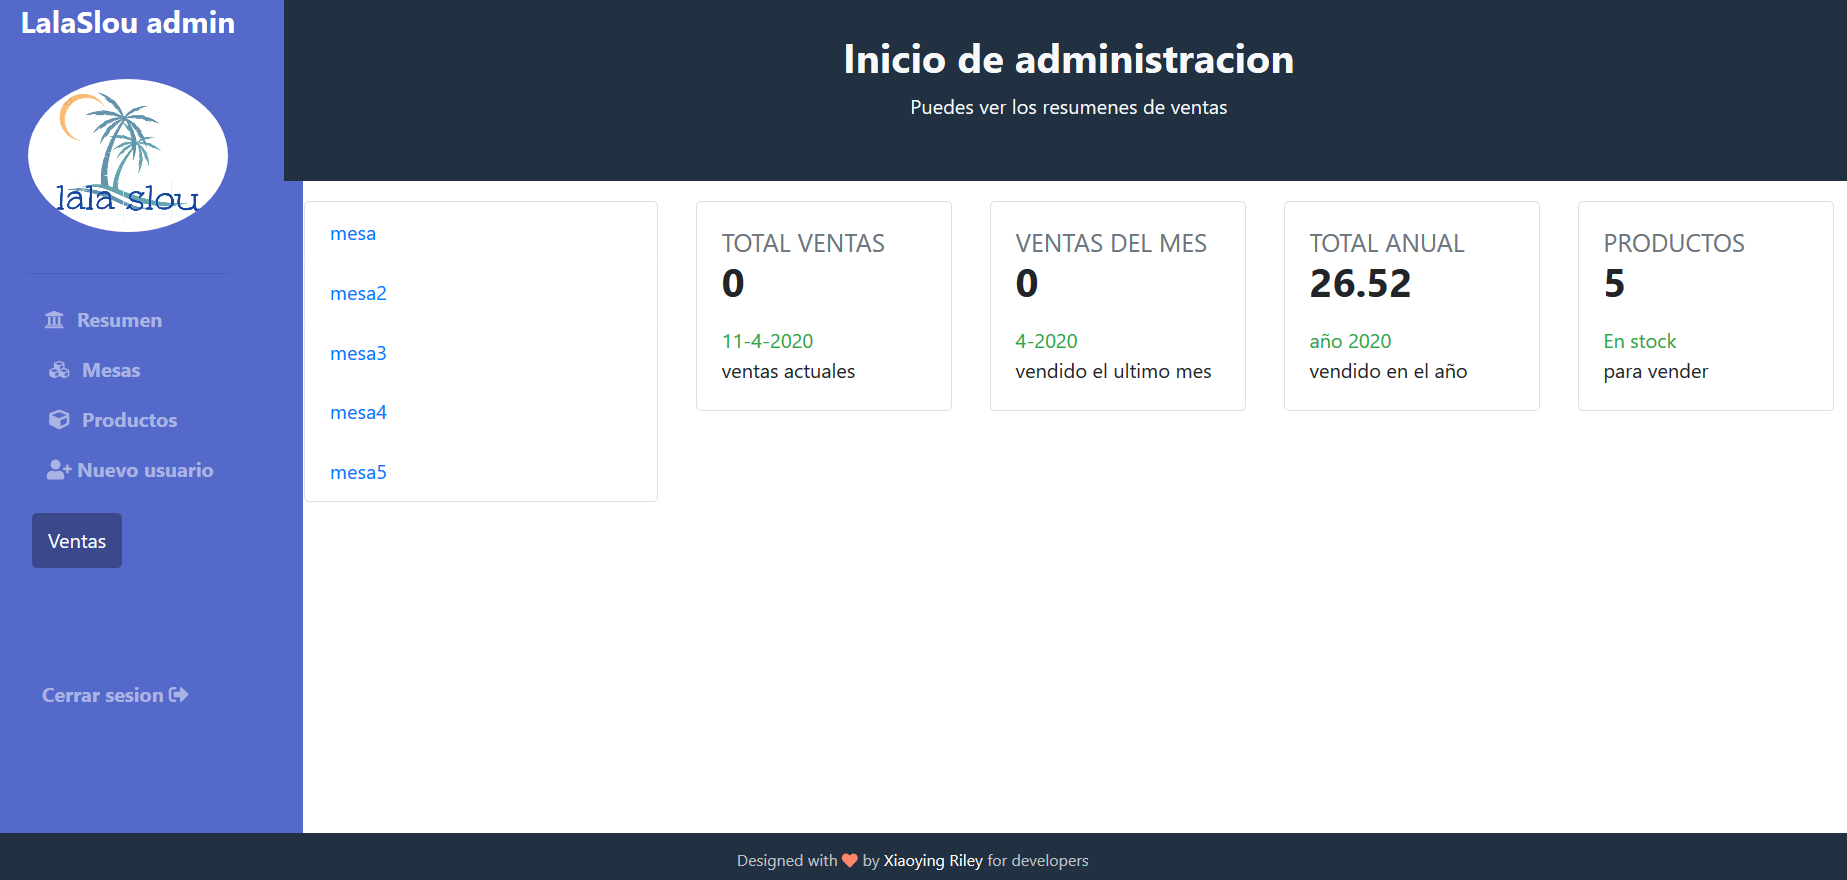 LalaSlou admin
lala slou
Resumen
Mesas
Productos
Nuevo usuario
Ventas
Cerrar sesion
Inicio de administracion
Puedes ver los resumenes de ventas
mesa
mesa2
mesa3
mesa4
mesa5
TOTAL VENTAS
0
11-4-2020
ventas actuales
VENTAS DEL MES
0
4-2020
vendido el ultimo mes
TOTAL ANUAL
26.52
año 2020
vendido en el año
PRODUCTOS
5
En stock
para vender
Designed with by Xiaoying Riley for developers